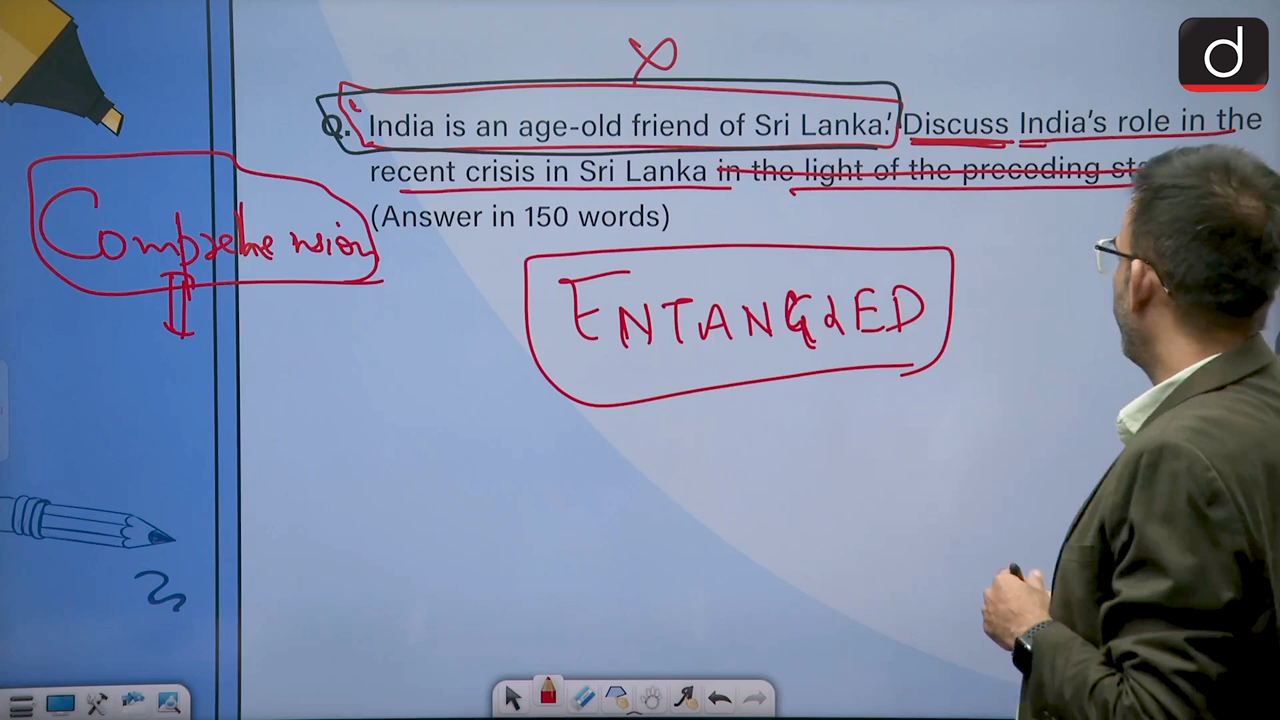 d
Q. 'India is an age-old friend of Sri Lanka.' Discuss India's role in the
recent crisis in Sri Lanka in the light of the preceding
(Answer in 150 words)
Comprehension
ENTANGLED